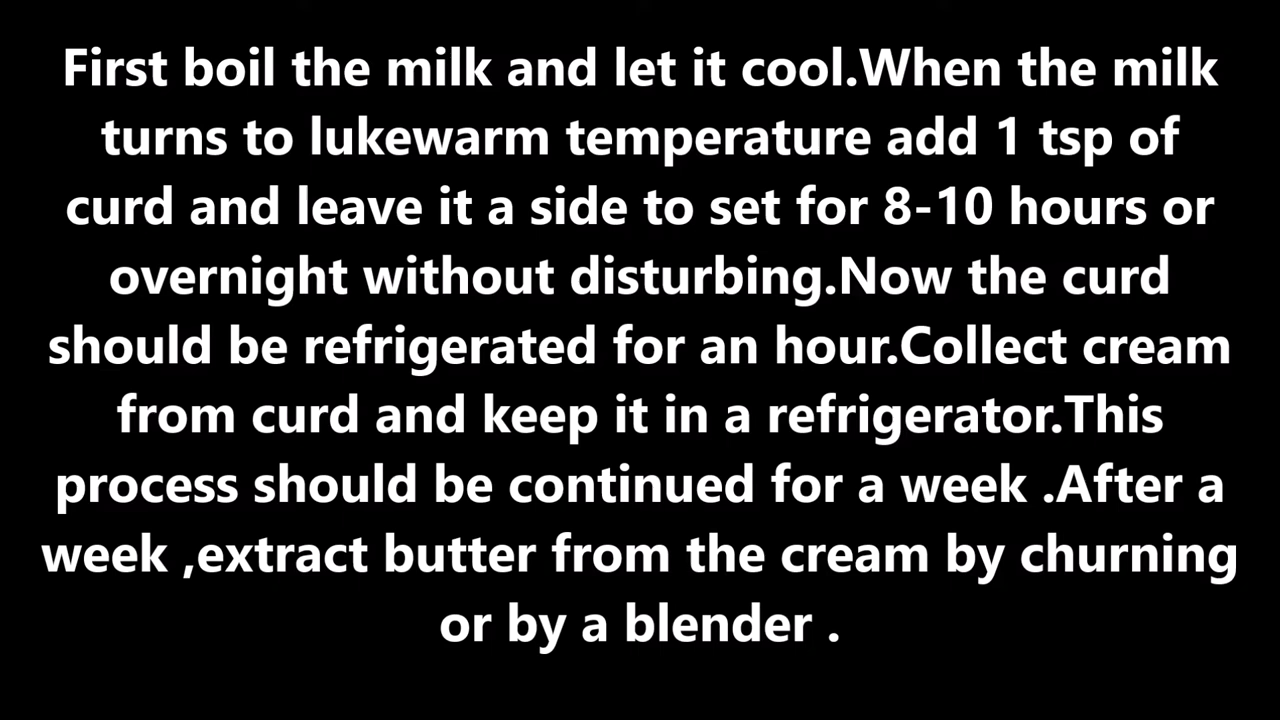 First boil the milk and let it cool.When the milk
turns to lukewarm temperature add 1 tsp of
curd and leave it a side to set for 8-10 hours or
overnight without disturbing.Now the curd
should be refrigerated for an hour.Collect cream
from curd and keep it in a refrigerator.This
process should be continued for a week .After a
week ,extract butter from the cream by churning
or by a blender .